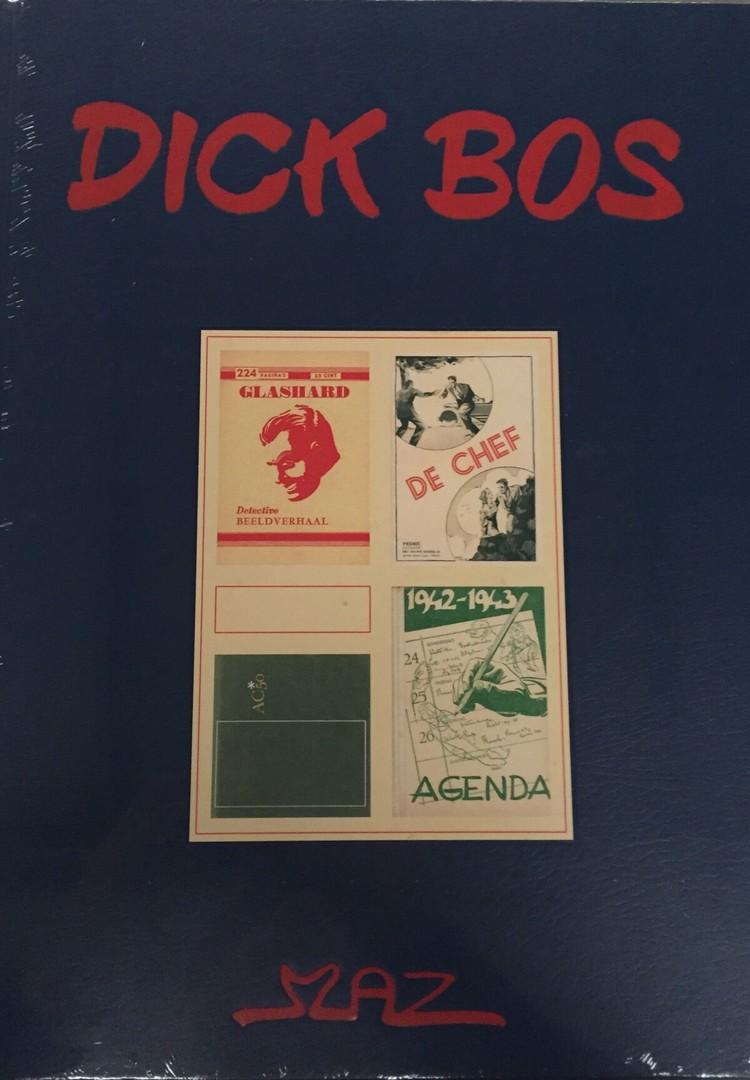 DICK BOS
224 PAGINA'S 25 CENT
GLASHARD
Detective
BEELDVERHAAL
DE CHEF
1942-1943
24
25
26
AGENDA
*AC50
MAZ